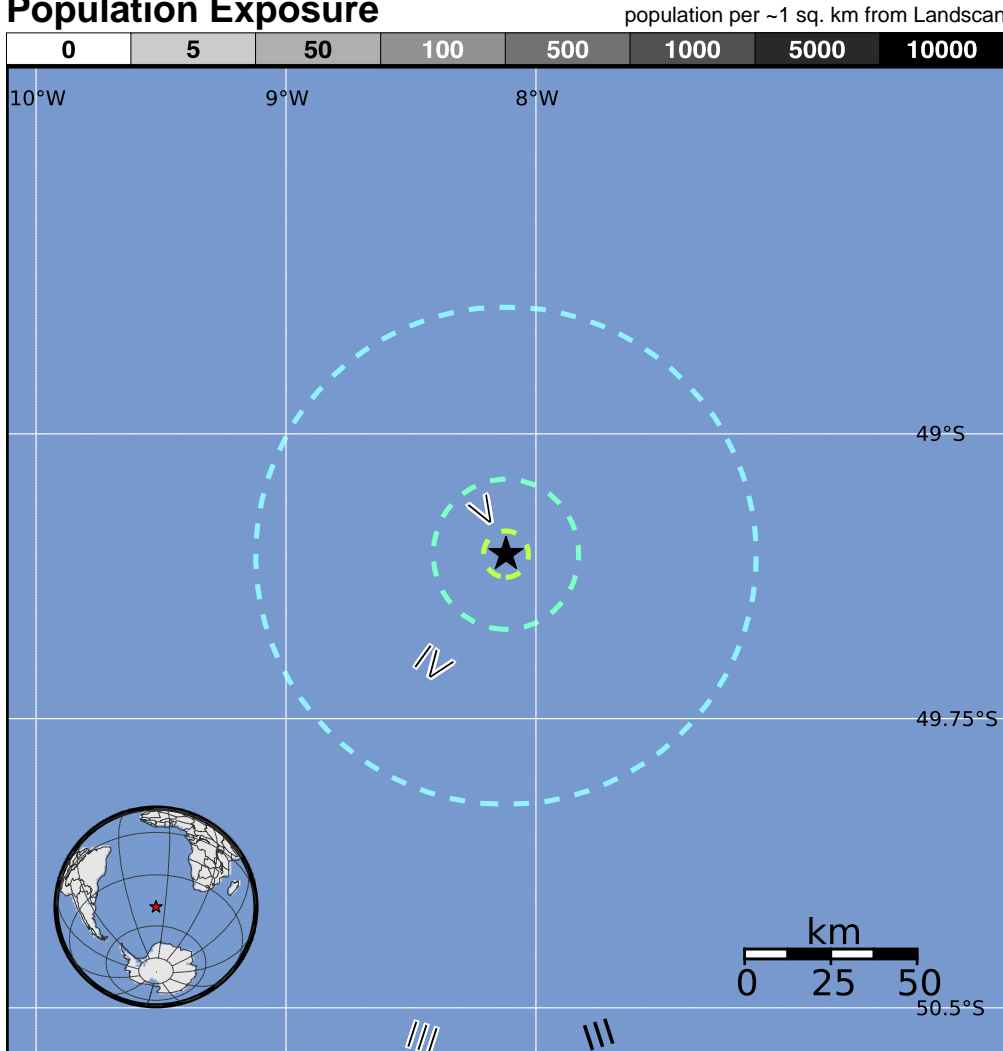 Population Exposure
population per ~1 sq. km from Landscan
0 5 50 100 500 1000 5000 10000
10°W 9°W 8°W
49°S
V
IV
49.75°S
km
0 25 50
50.5°S
III III